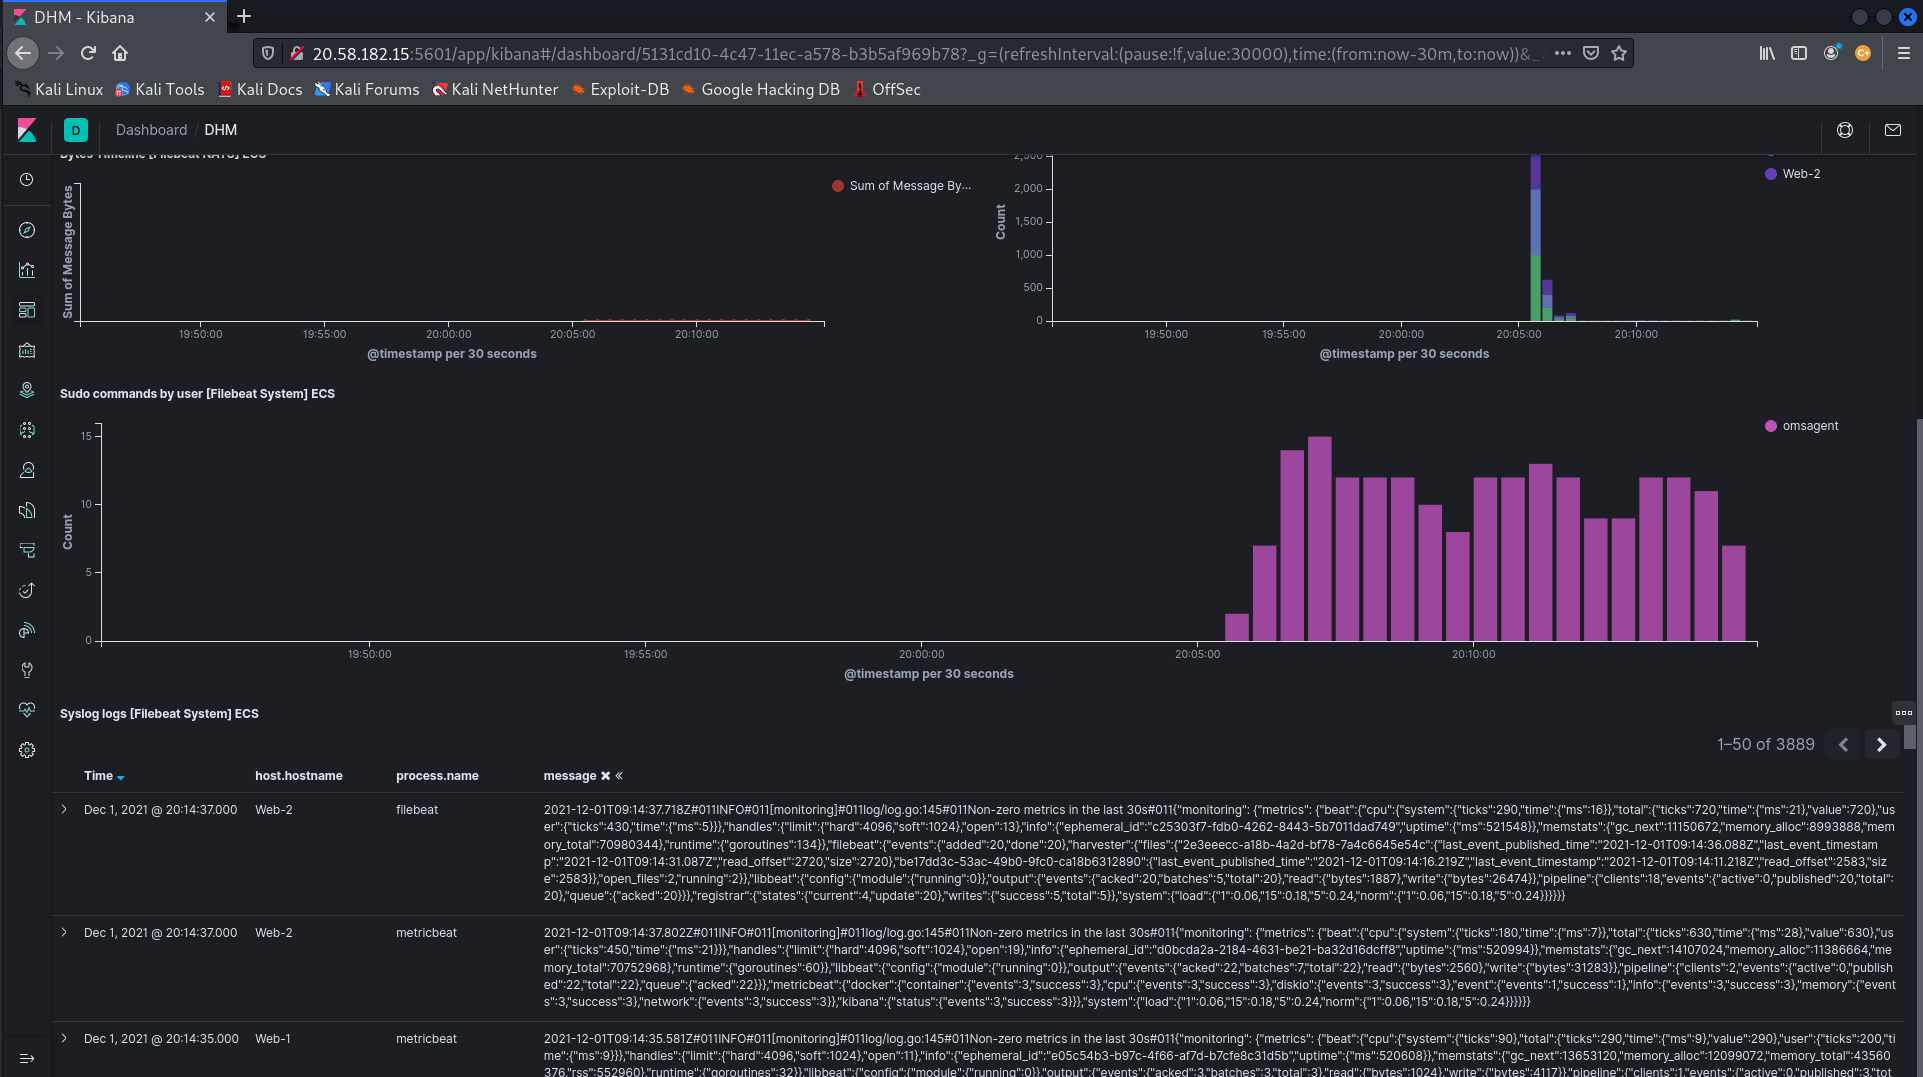 DHM - Kibana
20.58.182.15:5601/app/kibana#/dashboard/5131cd10-4c47-11ec-a578-b3b5af969b78?_g=(refreshInterval:(pause:!f,value:30000),time:(from:now-30m,to:now))&_
Kali Linux Kali Tools Kali Docs Kali Forums Kali NetHunter Exploit-DB Google Hacking DB OffSec
D Dashboard / DHM
Bytes Timeline [Filebeat NATS] ECS
Sum of Message Bytes
Sum of Message By...
19:50:00 19:55:00 20:00:00 20:05:00 20:10:00
@timestamp per 30 seconds
2,500
2,000
1,500
1,000
500
0
Count
Web-2
19:50:00 19:55:00 20:00:00 20:05:00 20:10:00
@timestamp per 30 seconds
Sudo commands by user [Filebeat System] ECS
15
10
5
0
Count
omsagent
19:50:00 19:55:00 20:00:00 20:05:00 20:10:00
@timestamp per 30 seconds
Syslog logs [Filebeat System] ECS
1–50 of 3889
Time host.hostname process.name message
Dec 1, 2021 @ 20:14:37.000 Web-2 filebeat 2021-12-01T09:14:37.718Z#011INFO#011[monitoring]#011log/log.go:145#011Non-zero metrics in the last 30s#011{"monitoring": {"metrics": {"beat":{"cpu":{"system":{"ticks":290,"time":{"ms":16}},"total":{"ticks":720,"time":{"ms":21},"value":720},"us
er":{"ticks":430,"time":{"ms":5}}},"handles":{"limit":{"hard":4096,"soft":1024},"open":13},"info":{"ephemeral_id":"c25303f7-fdb0-4262-8443-5b7011dad749","uptime":{"ms":521548}},"memstats":{"gc_next":11150672,"memory_alloc":8993888,"mem
ory_total":70980344},"runtime":{"goroutines":134}},"filebeat":{"events":{"added":20,"done":20},"harvester":{"files":{"2e3eeecc-a18b-4a2d-bf78-7a4c6645e54c":{"last_event_published_time":"2021-12-01T09:14:36.088Z","last_event_timestam
p":"2021-12-01T09:14:31.087Z","read_offset":2720,"size":2720},"be17dd3c-53ac-49b0-9fc0-ca18b6312890":{"last_event_published_time":"2021-12-01T09:14:16.219Z","last_event_timestamp":"2021-12-01T09:14:11.218Z","read_offset":2583,"siz
e":2583}},"open_files":2,"running":2}},"libbeat":{"config":{"module":{"running":0}},"output":{"events":{"acked":20,"batches":5,"total":20},"read":{"bytes":1887},"write":{"bytes":26474}},"pipeline":{"clients":18,"events":{"active":0,"published":20,"total":
20},"queue":{"acked":20}}},"registrar":{"states":{"current":4,"update":20},"writes":{"success":5,"total":5}},"system":{"load":{"1":0.06,"15":0.18,"5":0.24,"norm":{"1":0.06,"15":0.18,"5":0.24}}}}}}
Dec 1, 2021 @ 20:14:37.000 Web-2 metricbeat 2021-12-01T09:14:37.802Z#011INFO#011[monitoring]#011log/log.go:145#011Non-zero metrics in the last 30s#011{"monitoring": {"metrics": {"beat":{"cpu":{"system":{"ticks":180,"time":{"ms":7}},"total":{"ticks":630,"time":{"ms":28},"value":630},"us
er":{"ticks":450,"time":{"ms":21}}},"handles":{"limit":{"hard":4096,"soft":1024},"open":19},"info":{"ephemeral_id":"d0bcda2a-2184-4631-be21-ba32d16dcff8","uptime":{"ms":520994}},"memstats":{"gc_next":14107024,"memory_alloc":11386664,"me
mory_total":70752968},"runtime":{"goroutines":60}},"libbeat":{"config":{"module":{"running":0}},"output":{"events":{"acked":22,"batches":7,"total":22},"read":{"bytes":2560},"write":{"bytes":31283}},"pipeline":{"clients":2,"events":{"active":0,"publish
ed":22,"total":22},"queue":{"acked":22}}},"metricbeat":{"docker":{"container":{"events":3,"success":3},"cpu":{"events":3,"success":3},"diskio":{"events":3,"success":3},"event":{"events":1,"success":1},"info":{"events":3,"success":3},"memory":{"event
s":3,"success":3},"network":{"events":3,"success":3}},"kibana":{"status":{"events":3,"success":3}}},"system":{"load":{"1":0.06,"15":0.18,"5":0.24,"norm":{"1":0.06,"15":0.18,"5":0.24}}}}}}
Dec 1, 2021 @ 20:14:35.000 Web-1 metricbeat 2021-12-01T09:14:35.581Z#011INFO#011[monitoring]#011log/log.go:145#011Non-zero metrics in the last 30s#011{"monitoring": {"metrics": {"beat":{"cpu":{"system":{"ticks":90},"total":{"ticks":290,"time":{"ms":9},"value":290},"user":{"ticks":200,"ti
me":{"ms":9}}},"handles":{"limit":{"hard":4096,"soft":1024},"open":11},"info":{"ephemeral_id":"e05c54b3-b97c-4f66-af7d-b7cfe8c31d5b","uptime":{"ms":520608}},"memstats":{"gc_next":13653120,"memory_alloc":12099072,"memory_total":43560
376,"rss":552960},"runtime":{"goroutines":32}},"libbeat":{"config":{"module":{"running":0}},"output":{"events":{"acked":3,"batches":3,"total":3},"read":{"bytes":1024},"write":{"bytes":4117}},"pipeline":{"clients":1,"events":{"active":0,"published":3,"tot